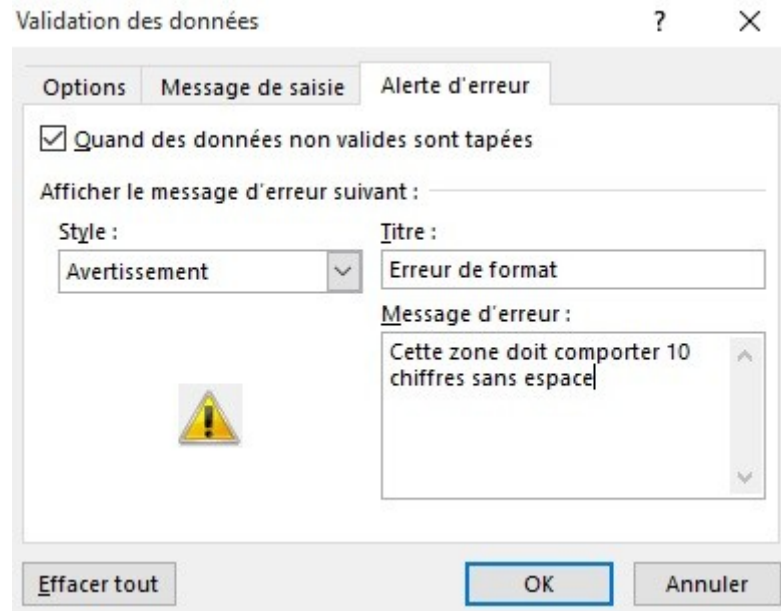 Validation des données ?
Options Message de saisie Alerte d'erreur
Quand des données non valides sont tapées
Afficher le message d'erreur suivant :
Style : Titre :
Avertissement Erreur de format
Message d'erreur :
Cette zone doit comporter 10
chiffres sans espace
Effacer tout OK Annuler